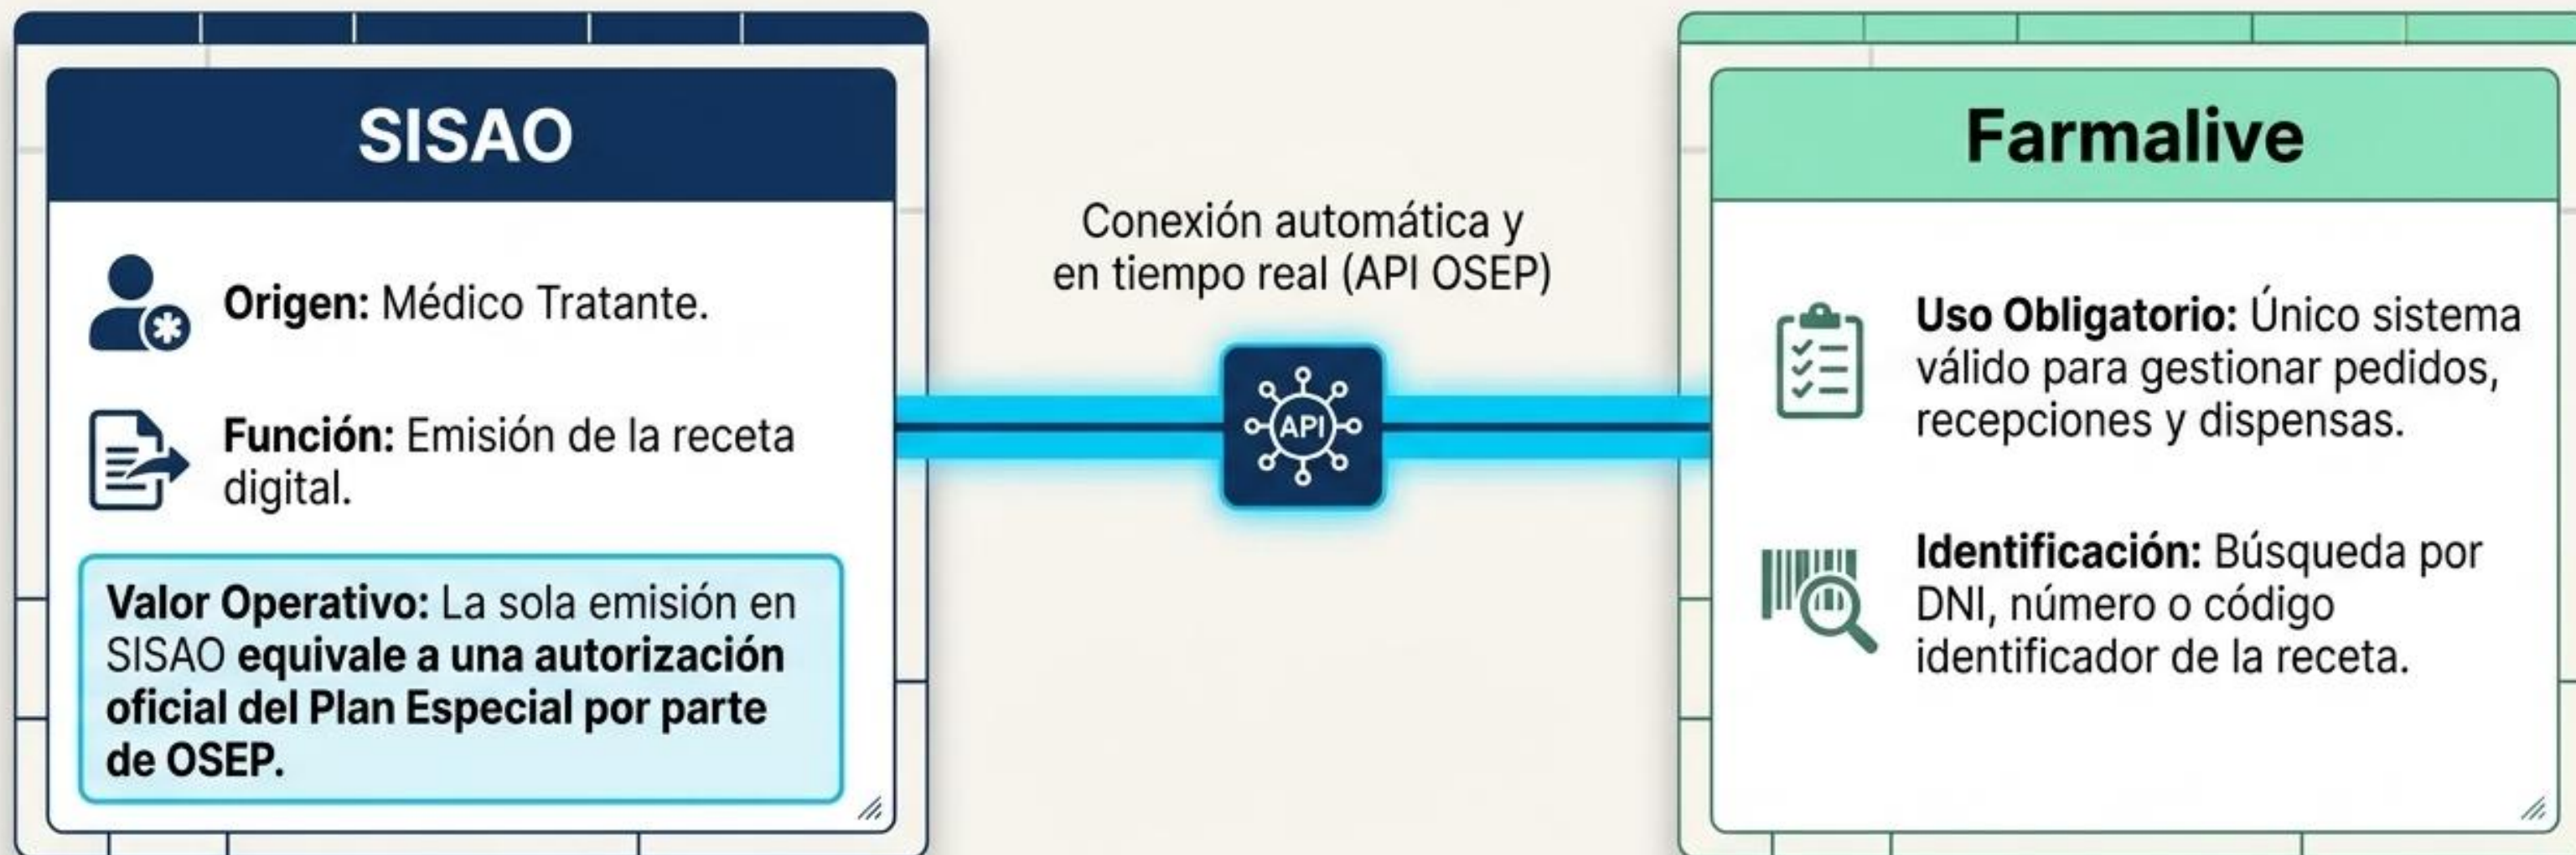 SISAO
Origen: Médico Tratante.
Función: Emisión de la receta
digital.
Valor Operativo: La sola emisión en
SISAO equivale a una autorización
oficial del Plan Especial por parte
de OSEP.
Conexión automática y
en tiempo real (API OSEP)
API
Farmalive
Uso Obligatorio: Único sistema
válido para gestionar pedidos,
recepciones y dispensas.
Identificación: Búsqueda por
DNI, número o código
identificador de la receta.